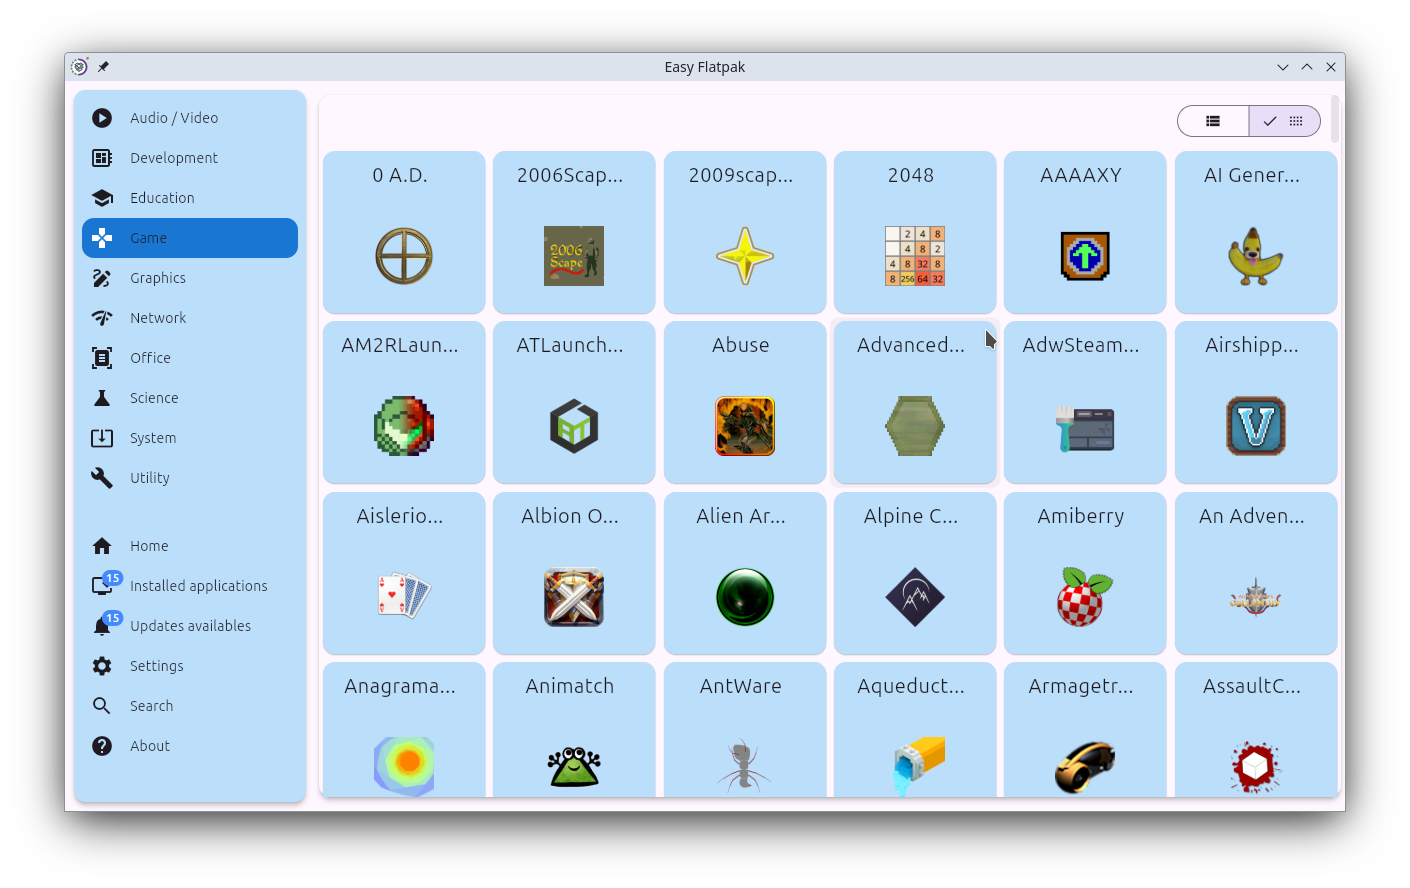 Easy Flatpak
Audio / Video
Development
Education
Game
Graphics
Network
Office
Science
System
Utility
Home
15
Installed applications
15
Updates availables
Settings
Search
About
0 A.D.
2006Scap...
2009scap...
2048
AAAAXY
AI Gener...
2006
Scape
2 4 8
4 8 2
4 8 32 8
8 256 64 32
AM2RLaun...
ATLaunch...
Abuse
Advanced...
AdwSteam...
Airshipp...
AT
V
Aislerio...
Albion O...
Alien Ar...
Alpine C...
Amiberry
An Adven...
Anagrama...
Animatch
AntWare
Aqueduct...
Armagetr...
AssaultC...